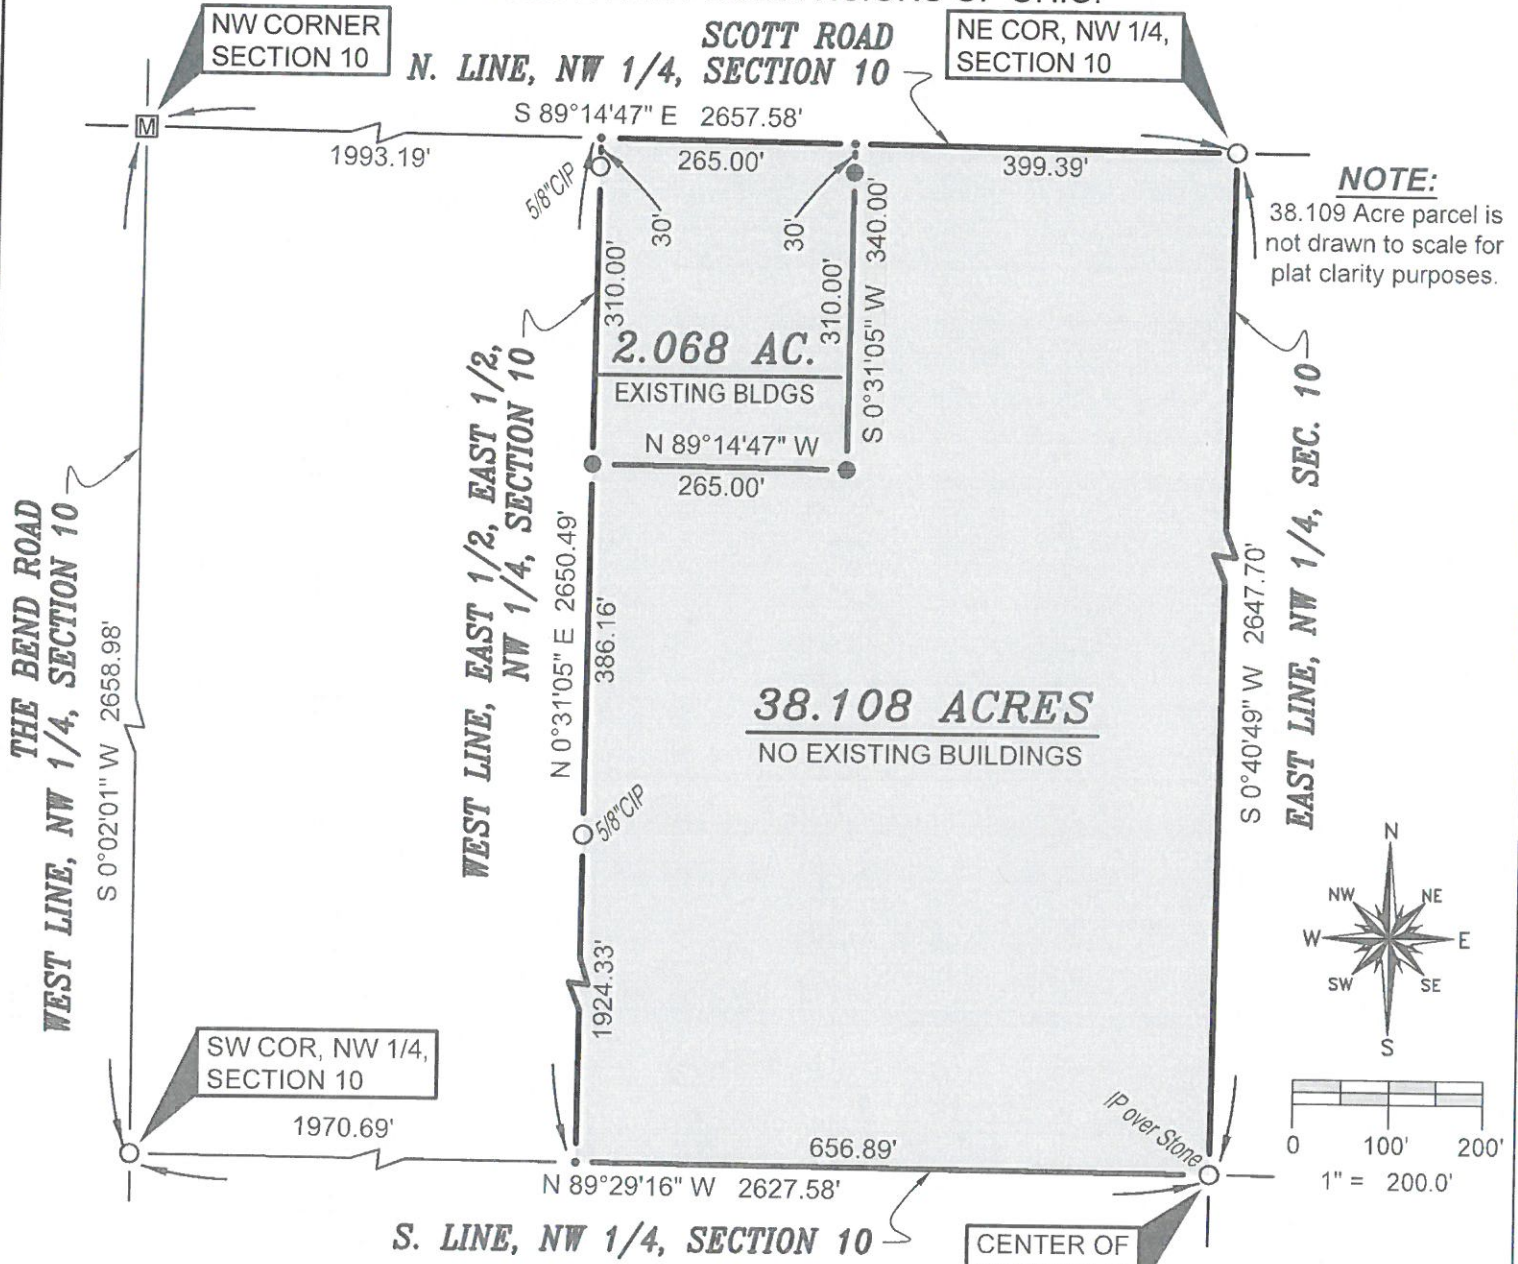 NW CORNER
SECTION 10
SCOTT ROAD
N. LINE, NW 1/4, SECTION 10
NE COR, NW 1/4,
SECTION 10
S 89°14'47" E 2657.58'
M
1993.19'
265.00'
399.39'
5/8"CIP
30'
30'
NOTE:
38.109 Acre parcel is
not drawn to scale for
plat clarity purposes.
310.00'
310.00'
S 0°31'05" W 340.00'
2.068 AC.
EXISTING BLDGS
N 89°14'47" W
265.00'
WEST LINE, EAST 1/2, EAST 1/2,
NW 1/4, SECTION 10
N 0°31'05" E 2650.49'
386.16'
THE BEND ROAD
WEST LINE, NW 1/4, SECTION 10
S 0°02'01" W 2658.98'
38.108 ACRES
NO EXISTING BUILDINGS
S 0°40'49" W 2647.70'
EAST LINE, NW 1/4, SEC. 10
5/8"CIP
1924.33'
N
NW
NE
W
E
SW
SE
S
SW COR, NW 1/4,
SECTION 10
1970.69'
656.89'
IP over Stone
N 89°29'16" W 2627.58'
0 100' 200'
1" = 200.0'
S. LINE, NW 1/4, SECTION 10
CENTER OF